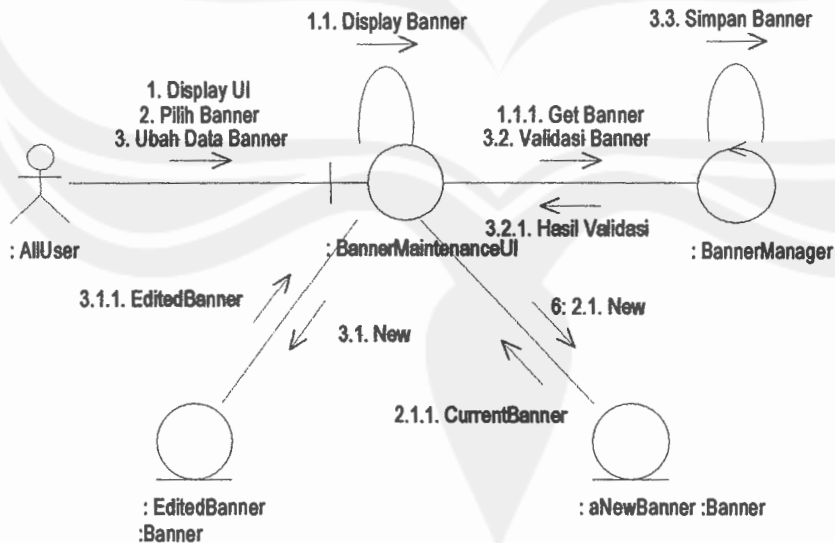 1.1. Display Banner
3.3. Simpan Banner
1. Display UI
2. Pilih Banner
3. Ubah Data Banner
1.1.1. Get Banner
3.2. Validasi Banner
3.2.1. Hasil Validasi
: AllUser
: BannerMaintenanceUI
: BannerManager
3.1.1. EditedBanner
3.1. New
6: 2.1. New
2.1.1. CurrentBanner
: EditedBanner
:Banner
: aNewBanner :Banner